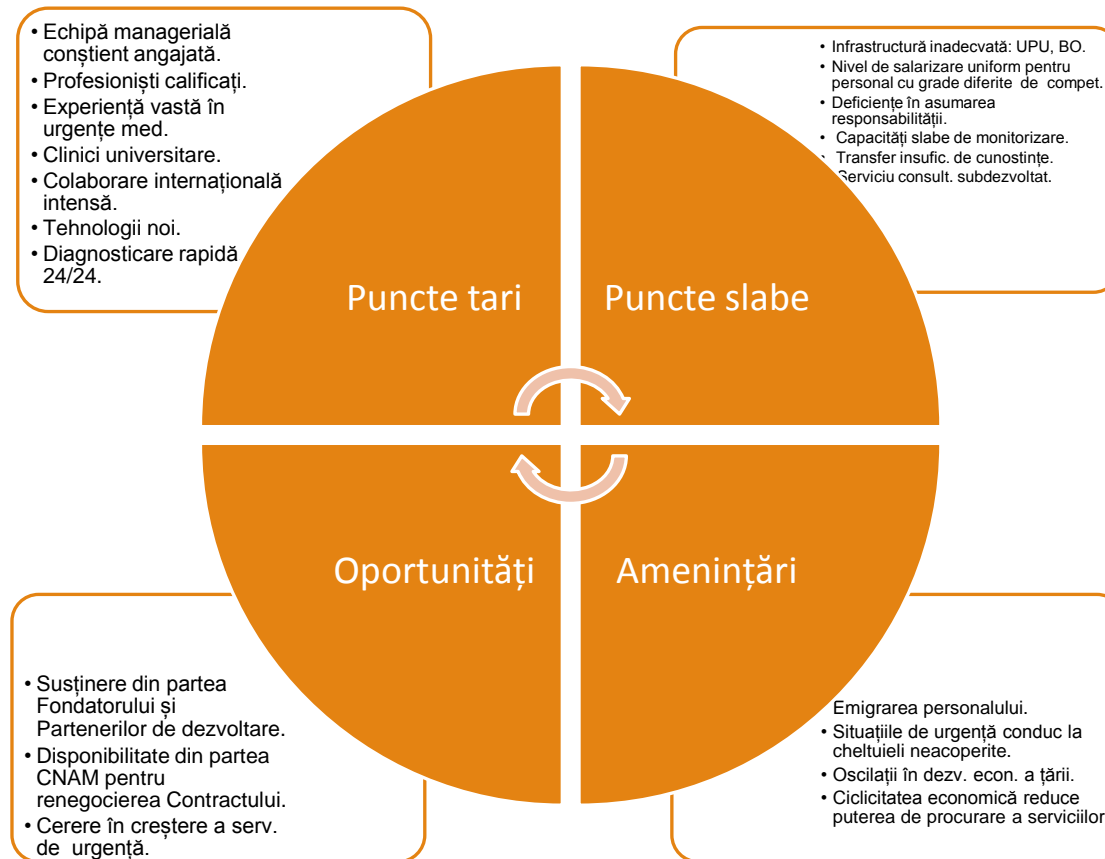 • Echipă managerială
conștient angajată.
• Profesioniști calificați.
• Experiență vastă în
urgențe med.
• Clinici universitare.
• Colaborare internațională
intensă.
• Tehnologii noi.
• Diagnosticare rapidă
24/24.
• Infrastructură inadecvată: UPU, BO.
• Nivel de salarizare uniform pentru
personal cu grade diferite de compet.
• Deficiențe în asumarea
responsabilității.
• Capacități slabe de monitorizare.
• Transfer insufic. de cunostințe.
Serviciu consult. subdezvoltat.
Puncte tari
Puncte slabe
Oportunități
Amenințări
• Susținere din partea
Fondatorului și
Partenerilor de dezvoltare.
• Disponibilitate din partea
CNAM pentru
renegocierea Contractului.
• Cerere în creștere a serv.
de urgență.
Emigrarea personalului.
• Situațiile de urgență conduc la
cheltuieli neacoperite.
• Oscilații în dezv. econ. a țării.
• Ciclicitatea economică reduce
puterea de procurare a serviciilor